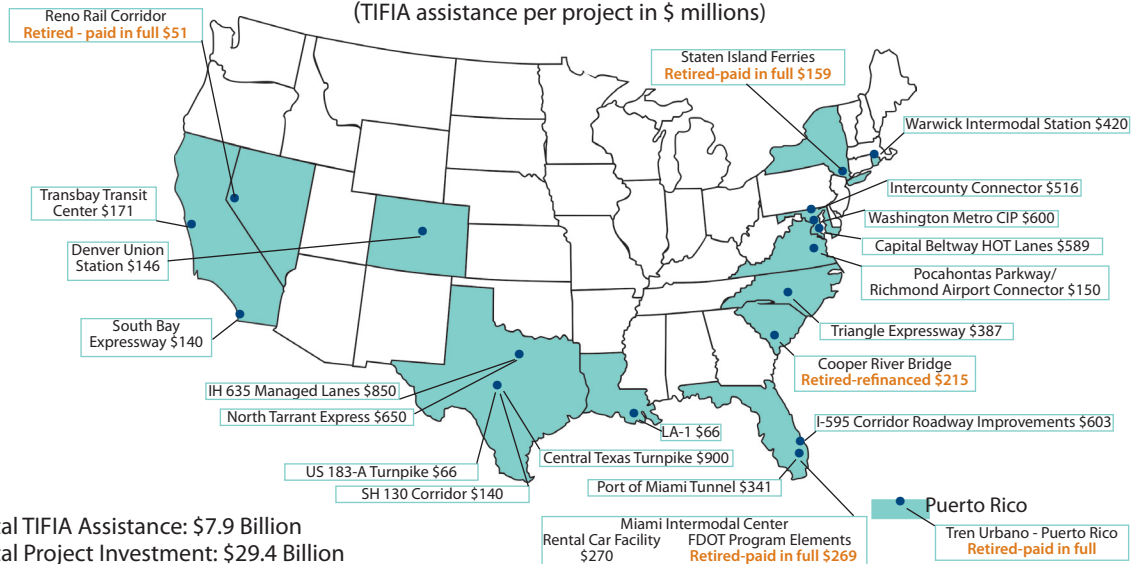 (TIFIA assistance per project in $ millions)
Reno Rail Corridor
Retired - paid in full $51
Staten Island Ferries
Retired-paid in full $159
Warwick Intermodal Station $420
Intercounty Connector $516
Transbay Transit
Center $171
Washington Metro CIP $600
Capital Beltway HOT Lanes $589
Denver Union
Station $146
Pocahontas Parkway/
Richmond Airport Connector $150
South Bay
Expressway $140
Triangle Expressway $387
Cooper River Bridge
Retired-refinanced $215
IH 635 Managed Lanes $850
North Tarrant Express $650
I-595 Corridor Roadway Improvements $603
LA-1 $66
Central Texas Turnpike $900
US 183-A Turnpike $66
SH 130 Corridor $140
Port of Miami Tunnel $341
Puerto Rico
Tren Urbano - Puerto Rico
Retired-paid in full
Miami Intermodal Center
Rental Car Facility FDOT Program Elements
$270 Retired-paid in full $269
tal TIFIA Assistance: $7.9 Billion
tal Project Investment: $29.4 Billion